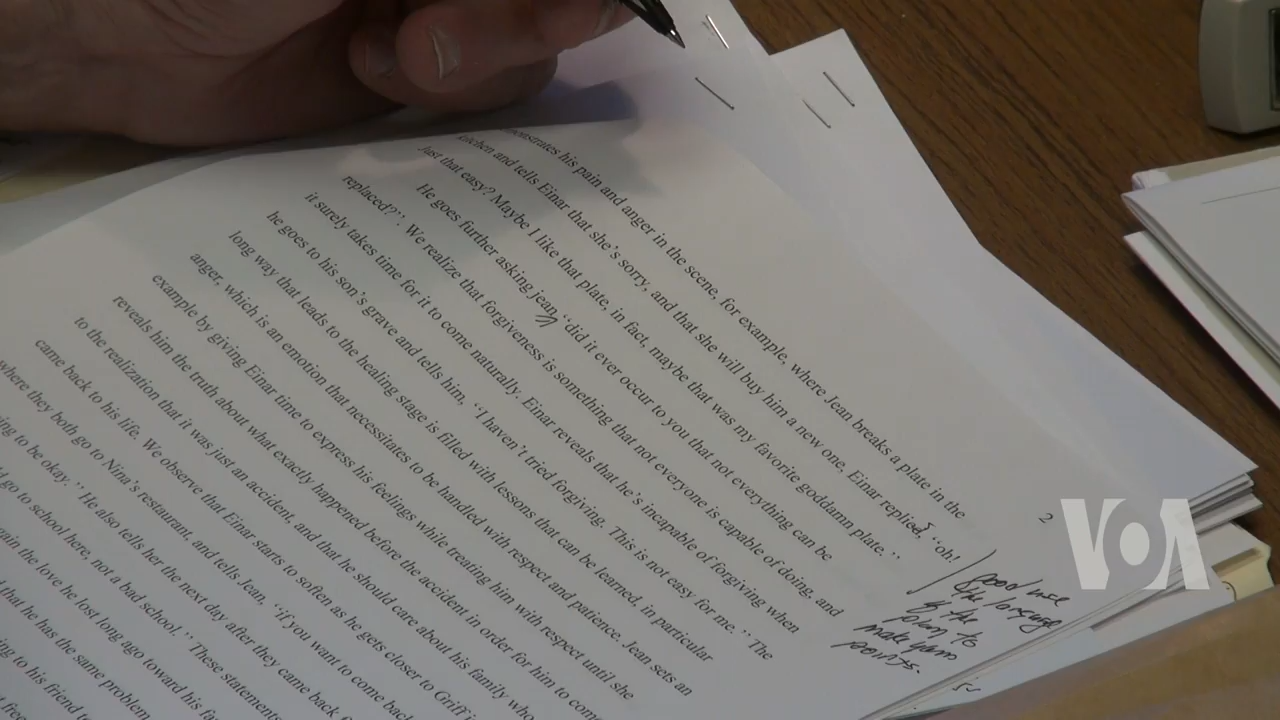 2
monstrates his pain and anger in the scene, for example, where Jean breaks a plate in the
kitchen and tells Einar that she's sorry, and that she will buy him a new one, Einar replied, "oh!
just that easy? Maybe I like that plate, in fact, maybe that was my favorite goddamn plate."
He goes further asking jean, "did it ever occur to you that not everything can be
replaced?". We realize that forgiveness is something that not everyone is capable of doing, and
it surely takes time for it to come naturally. Einar reveals that he's incapable of forgiving when
he goes to his son's grave and tells him, "I haven't tried forgiving. This is not easy for me." The
long way that leads to the healing stage is filled with lessons that can be learned, in particular
anger, which is an emotion that necessitates to be handled with respect and patience. Jean sets an
example by giving Einar time to express his feelings while treating him with respect until she
reveals him the truth about what exactly happened before the accident in order for him to come
to the realization that it was just an accident, and that he should care about his family who
came back to his life. We observe that Einar starts to soften as he gets closer to Griff
where they both go to Nina's restaurant, and tells Jean, "if you want to come back
ing to be okay." He also tells her the next day after they came back
go to school here, not a bad school." These statements
the love he lost long ago toward his
that he has the same problem
to his friend
good use
of the language
of the
play to
make your
points.
VOA